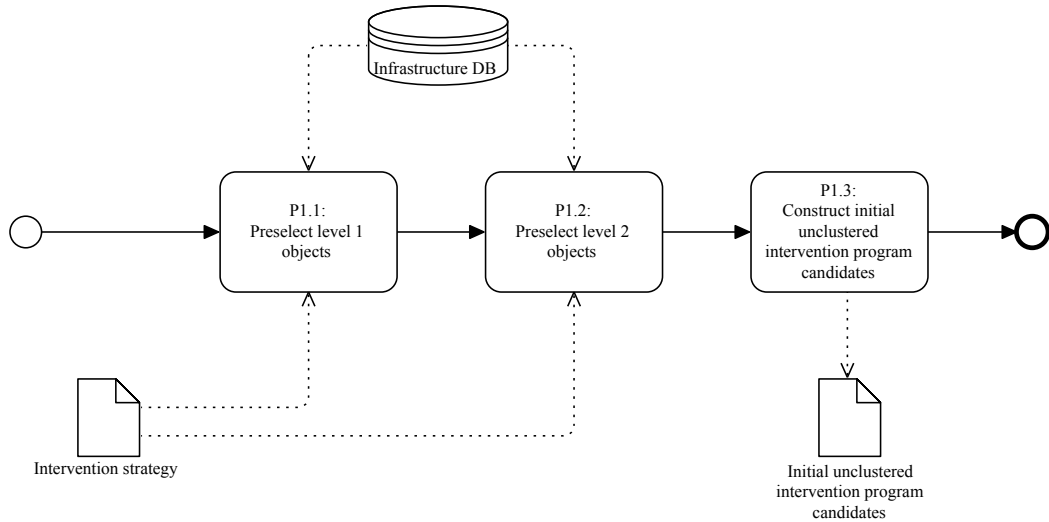 Infrastructure DB
P1.1:
Preselect level 1
objects
P1.2:
Preselect level 2
objects
P1.3:
Construct initial
unclustered
intervention program
candidates
Intervention strategy
Initial unclustered
intervention program
candidates